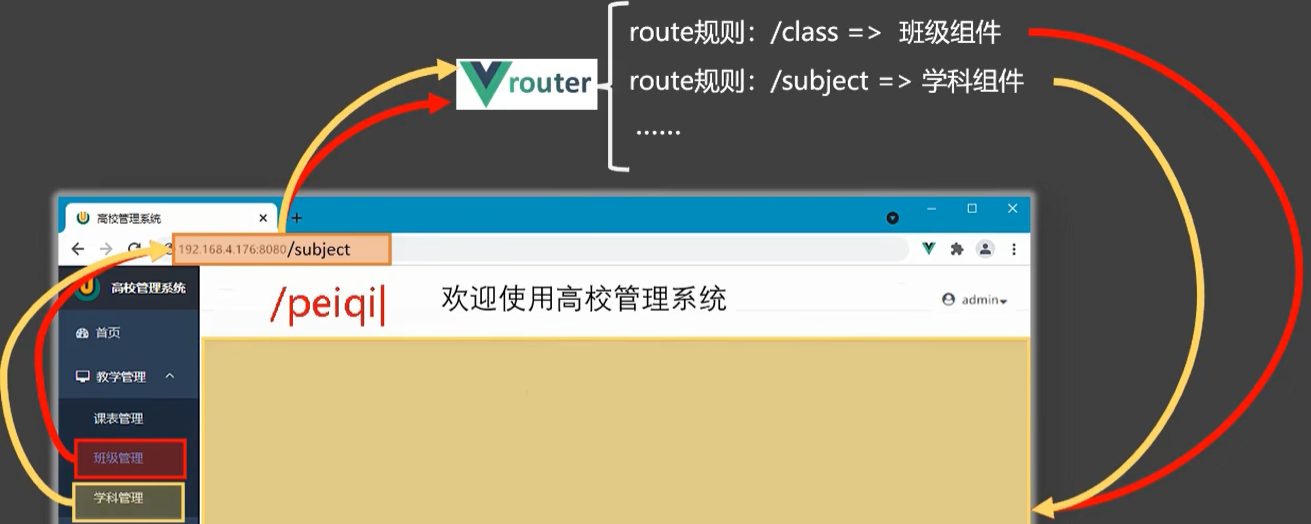 route规则：/class => 班级组件
router
route规则：/subject => 学科组件
......
高校管理系统
192.168.4.176:8080/subject
高校管理系统
/peiqi
欢迎使用高校管理系统
admin
首页
教学管理
课表管理
班级管理
学科管理